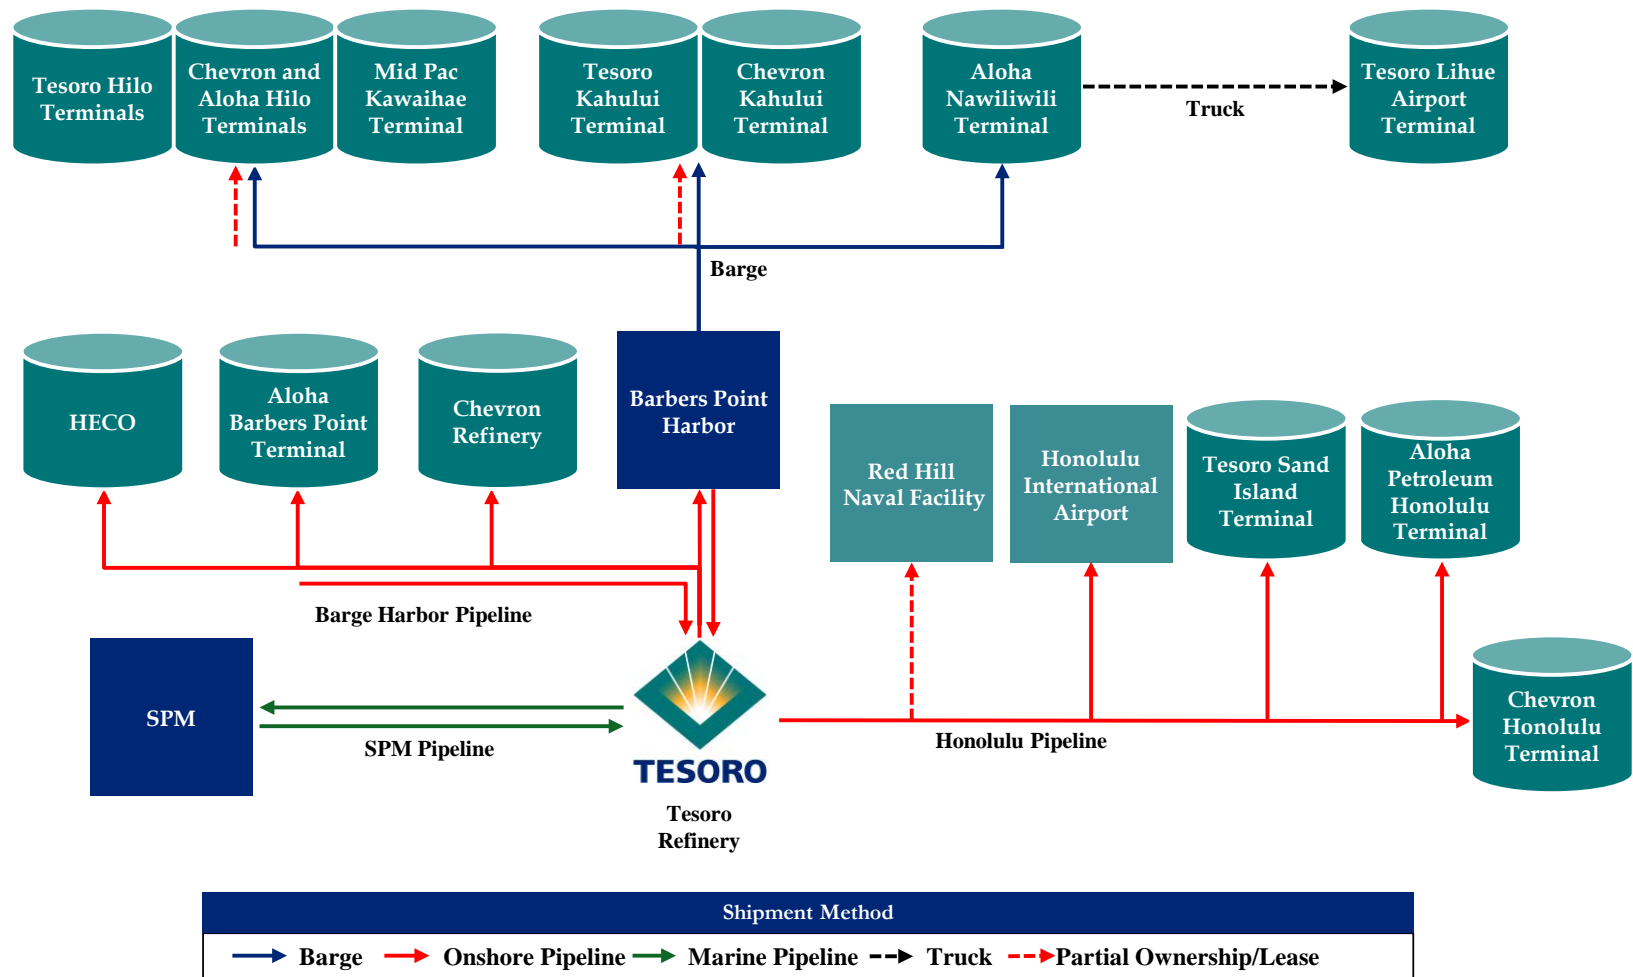 Tesoro Hilo
Terminals
Chevron and
Aloha Hilo
Terminals
Mid Pac
Kawaihae
Terminal
Tesoro
Kahului
Terminal
Chevron
Kahului
Terminal
Aloha
Nawiliwili
Terminal
Truck
Tesoro Lihue
Airport
Terminal
Barge
HECO
Aloha
Barbers Point
Terminal
Chevron
Refinery
Barbers Point
Harbor
Red Hill
Naval Facility
Honolulu
International
Airport
Tesoro Sand
Island
Terminal
Aloha
Petroleum
Honolulu
Terminal
Barge Harbor Pipeline
SPM
SPM Pipeline
TESORO
Tesoro
Refinery
Honolulu Pipeline
Chevron
Honolulu
Terminal
Shipment Method
Barge Onshore Pipeline Marine Pipeline Truck Partial Ownership/Lease